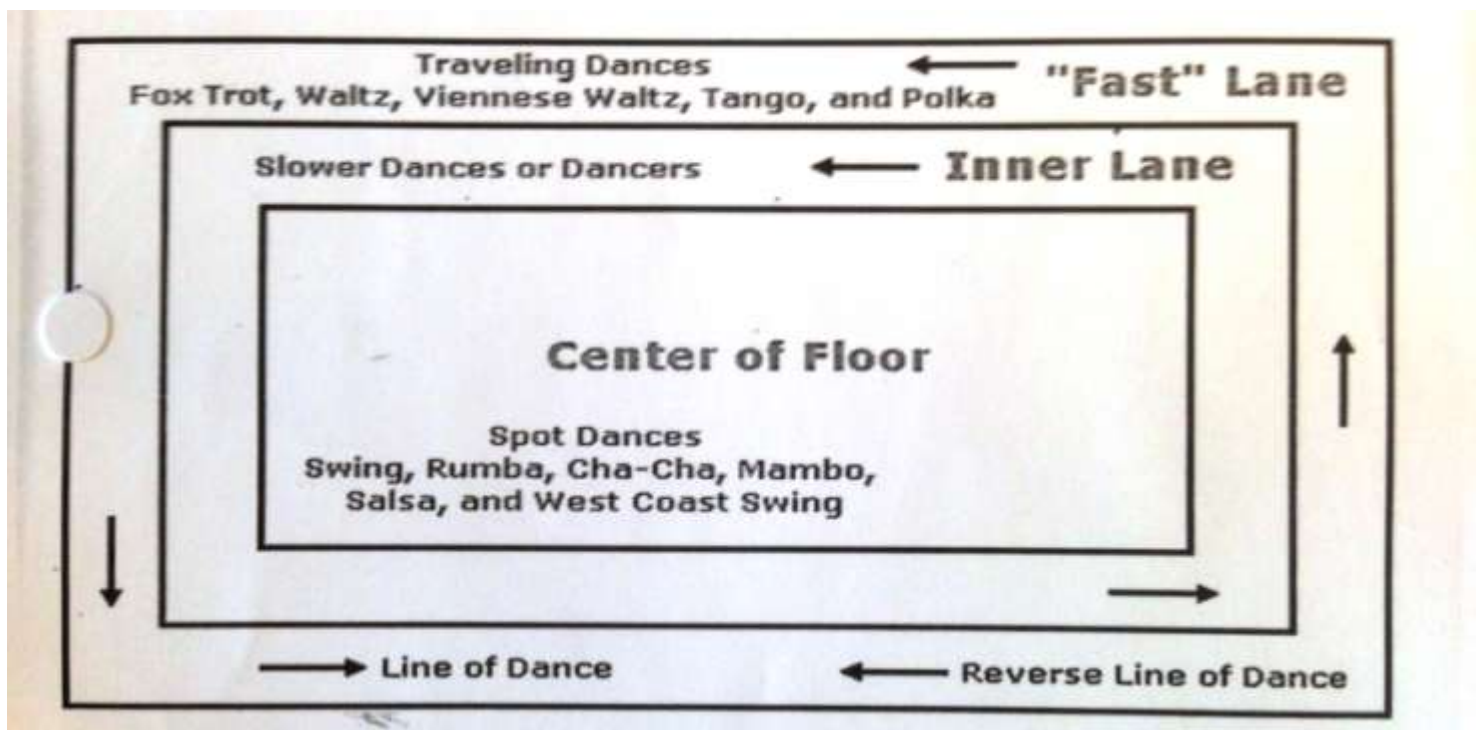 Traveling Dances
"Fast" Lane
Fox Trot, Waltz, Viennese Waltz, Tango, and Polka
Slower Dances or Dancers
Inner Lane
Center of Floor
Spot Dances
Swing, Rumba, Cha-Cha, Mambo,
Salsa, and West Coast Swing
Line of Dance
Reverse Line of Dance